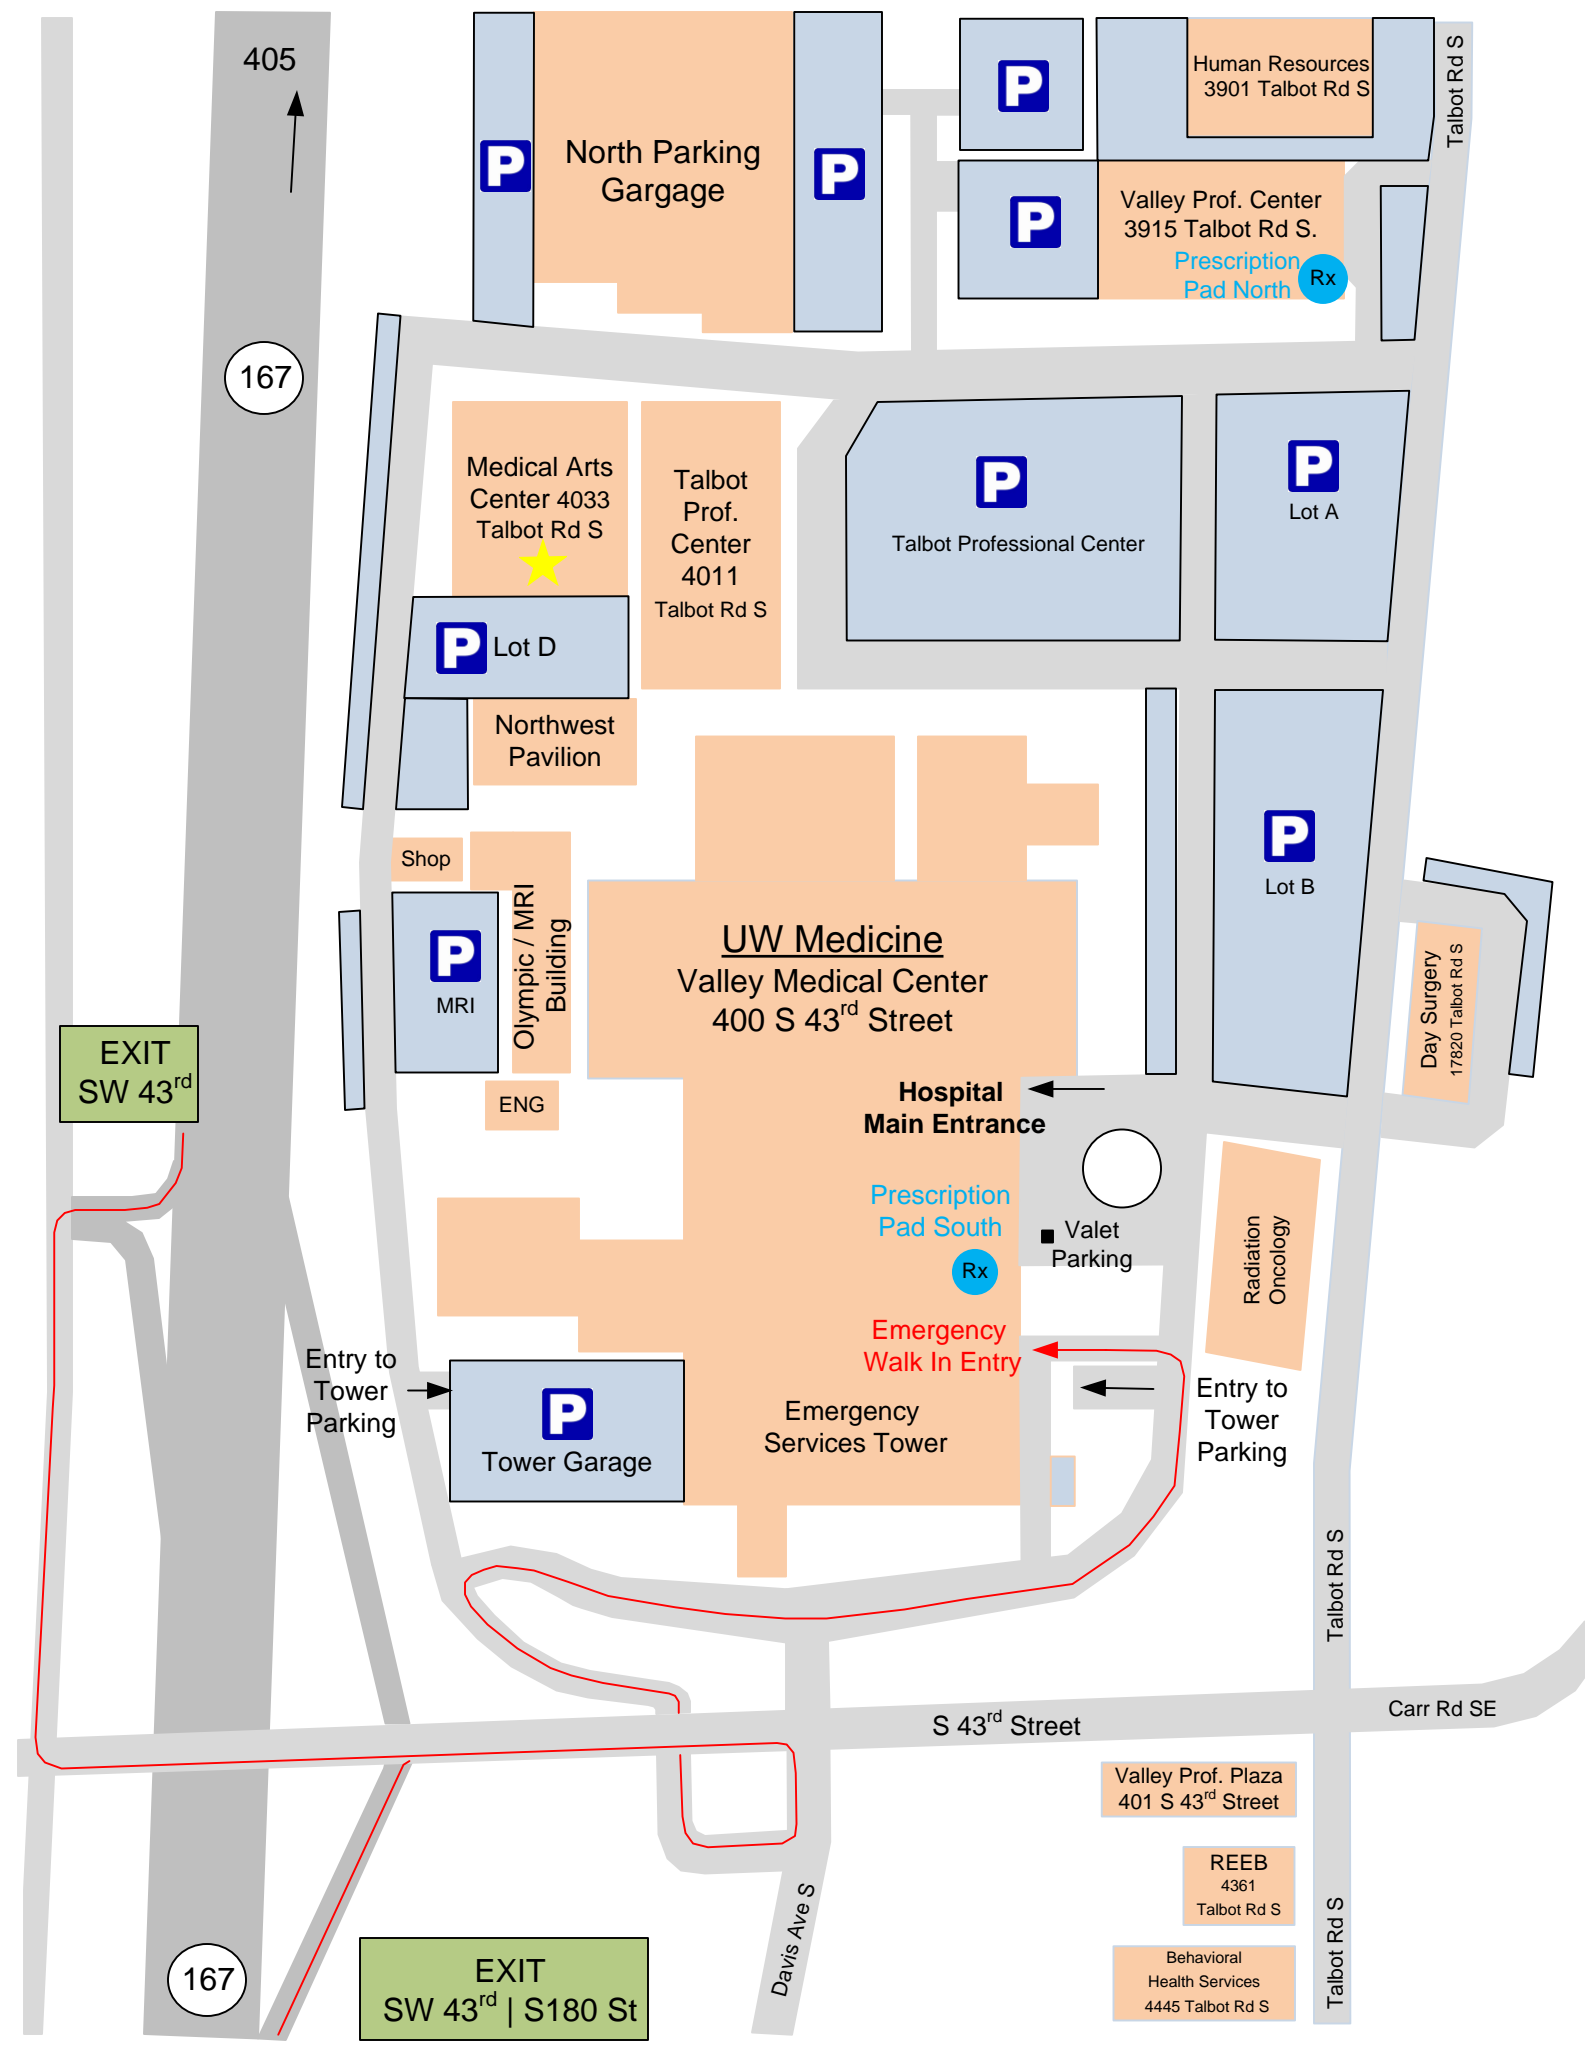 405
167
P
North Parking
Gargage
P
P
Human Resources
3901 Talbot Rd S
Talbot Rd S
P
Valley Prof. Center
3915 Talbot Rd S.
Prescription
Pad North
Rx
Medical Arts
Center 4033
Talbot Rd S
Talbot
Prof.
Center
4011
Talbot Rd S
P
Talbot Professional Center
P
Lot A
P Lot D
Northwest
Pavilion
Shop
Olympic / MRI
Building
P
MRI
ENG
UW Medicine
Valley Medical Center
400 S 43rd Street
P
Lot B
Day Surgery
17820 Talbot Rd S
EXIT
SW 43rd
Hospital
Main Entrance
Prescription
Pad South
Rx
Valet
Parking
Radiation
Oncology
Emergency
Walk In Entry
Entry to
Tower
Parking
P
Tower Garage
Emergency
Services Tower
Entry to
Tower
Parking
Talbot Rd S
S 43rd Street
Carr Rd SE
Valley Prof. Plaza
401 S 43rd Street
REEB
4361
Talbot Rd S
Behavioral
Health Services
4445 Talbot Rd S
Talbot Rd S
Davis Ave S
167
EXIT
SW 43rd | S180 St